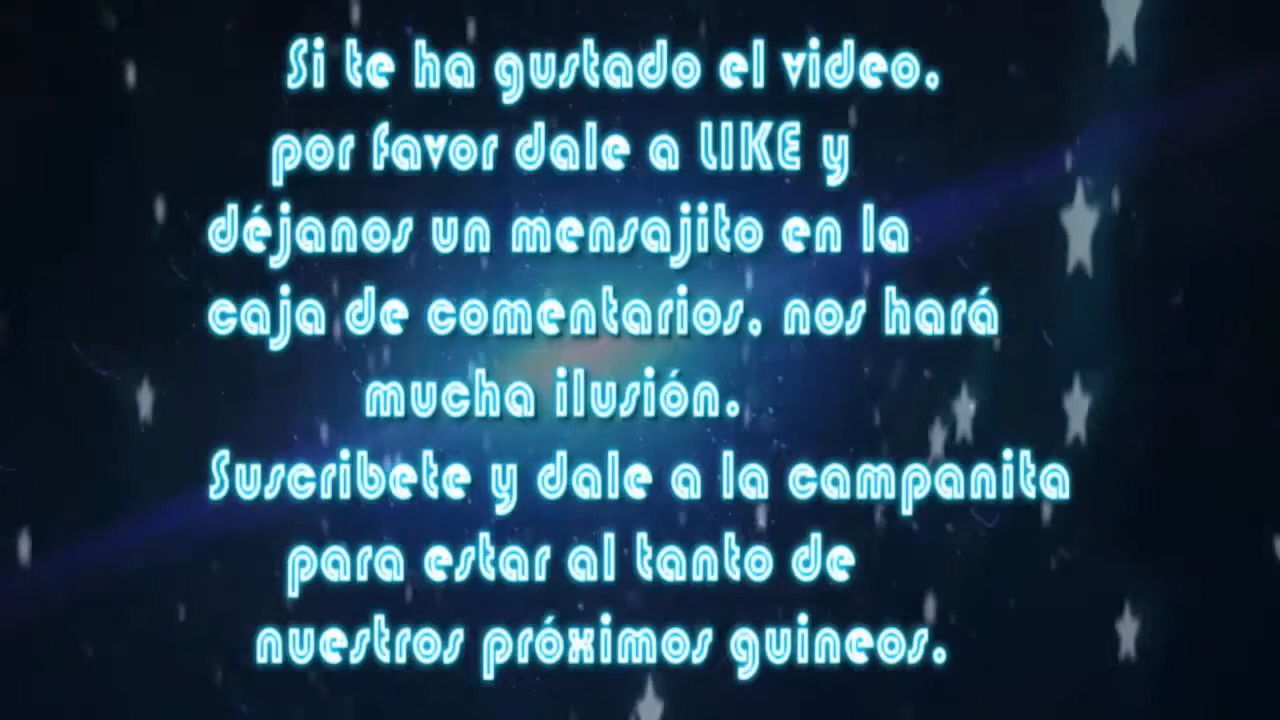 Si te ha gustado el video,
por favor dale a LIKE y
déjanos un mensajito en la
caja de comentarios, nos hará
mucha ilusión.
Suscribete y dale a la campanita
para estar al tanto de
nuestros próximos guineos.